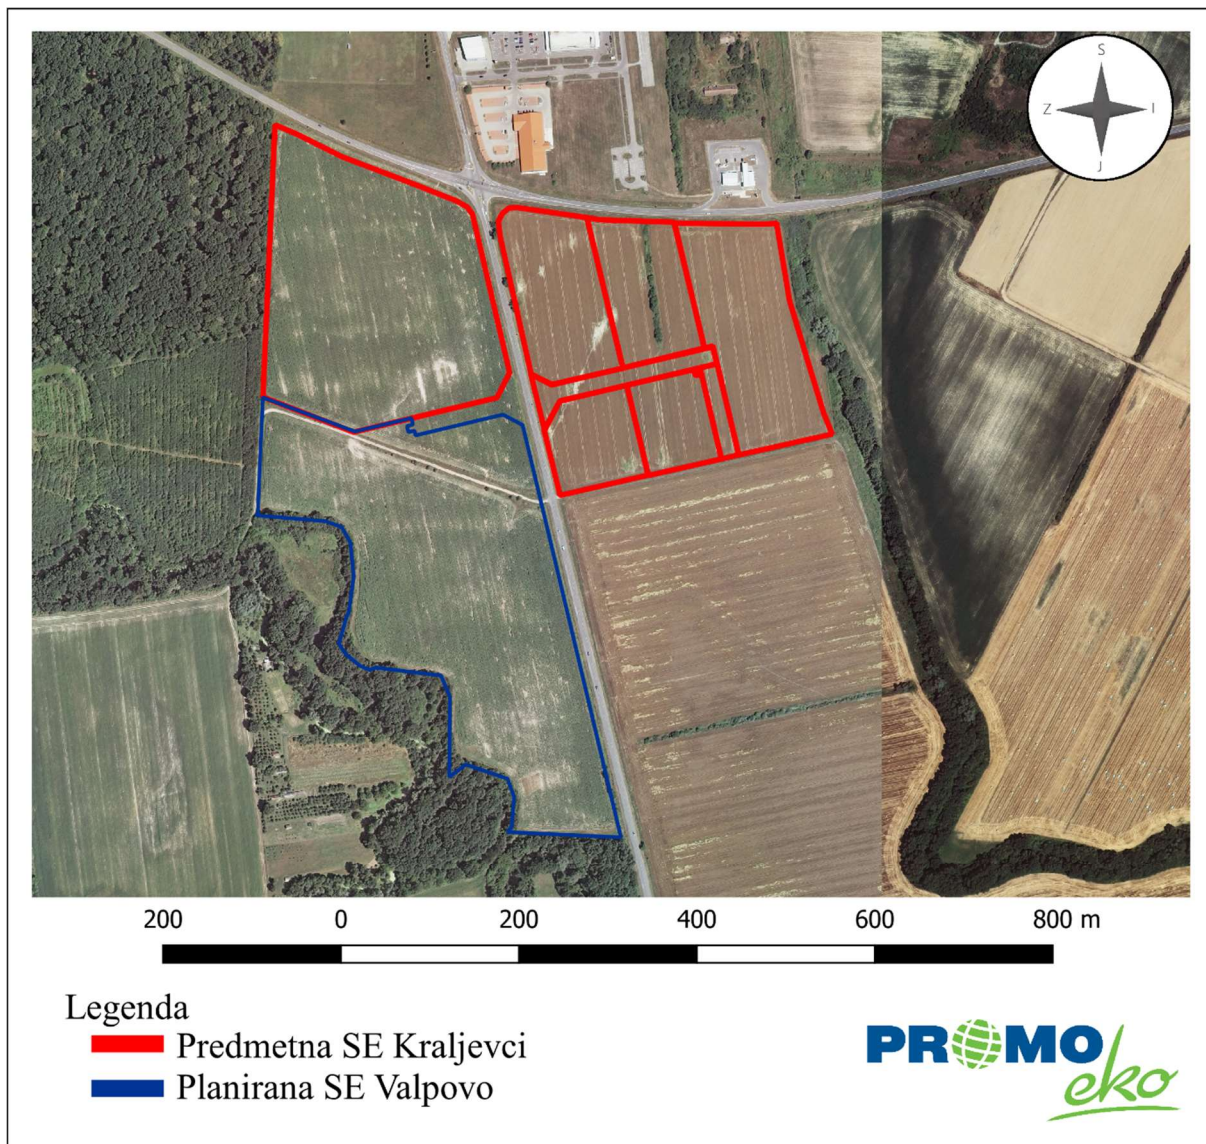 S
Z I
J
200 0 200 400 600 800 m
Legenda
Predmetna SE Kraljevci
Planirana SE Valpovo
PROMO
eko